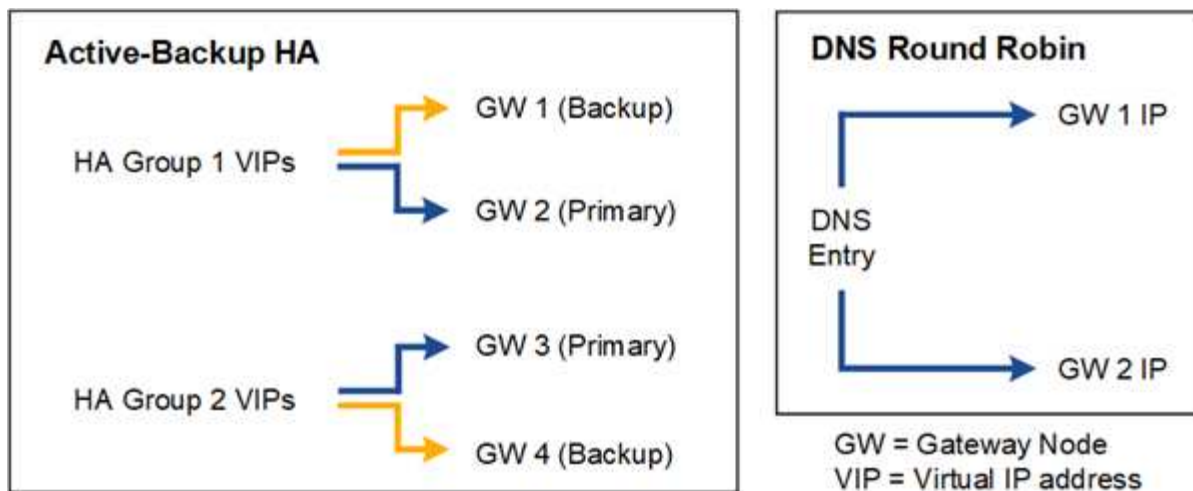 Active-Backup HA
GW 1 (Backup)
HA Group 1 VIPs
GW 2 (Primary)
GW 3 (Primary)
HA Group 2 VIPs
GW 4 (Backup)
DNS Round Robin
GW 1 IP
DNS
Entry
GW 2 IP
GW = Gateway Node
VIP = Virtual IP address